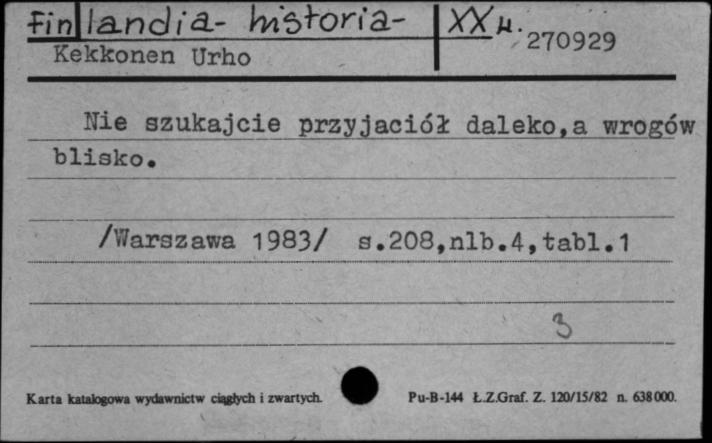 finlandia- historia- XX w.
270929
Kekkonen Urho
Nie szukajcie przyjaciół daleko,a wrogów
blisko.
/Warszawa 1983/ s.208,nlb.4,tabl.1
3
Karta katalogowa wydawnictw ciągłych i zwartych. Pu-B-144 Ł.Z.Graf. Z. 120/15/82 n. 638000.